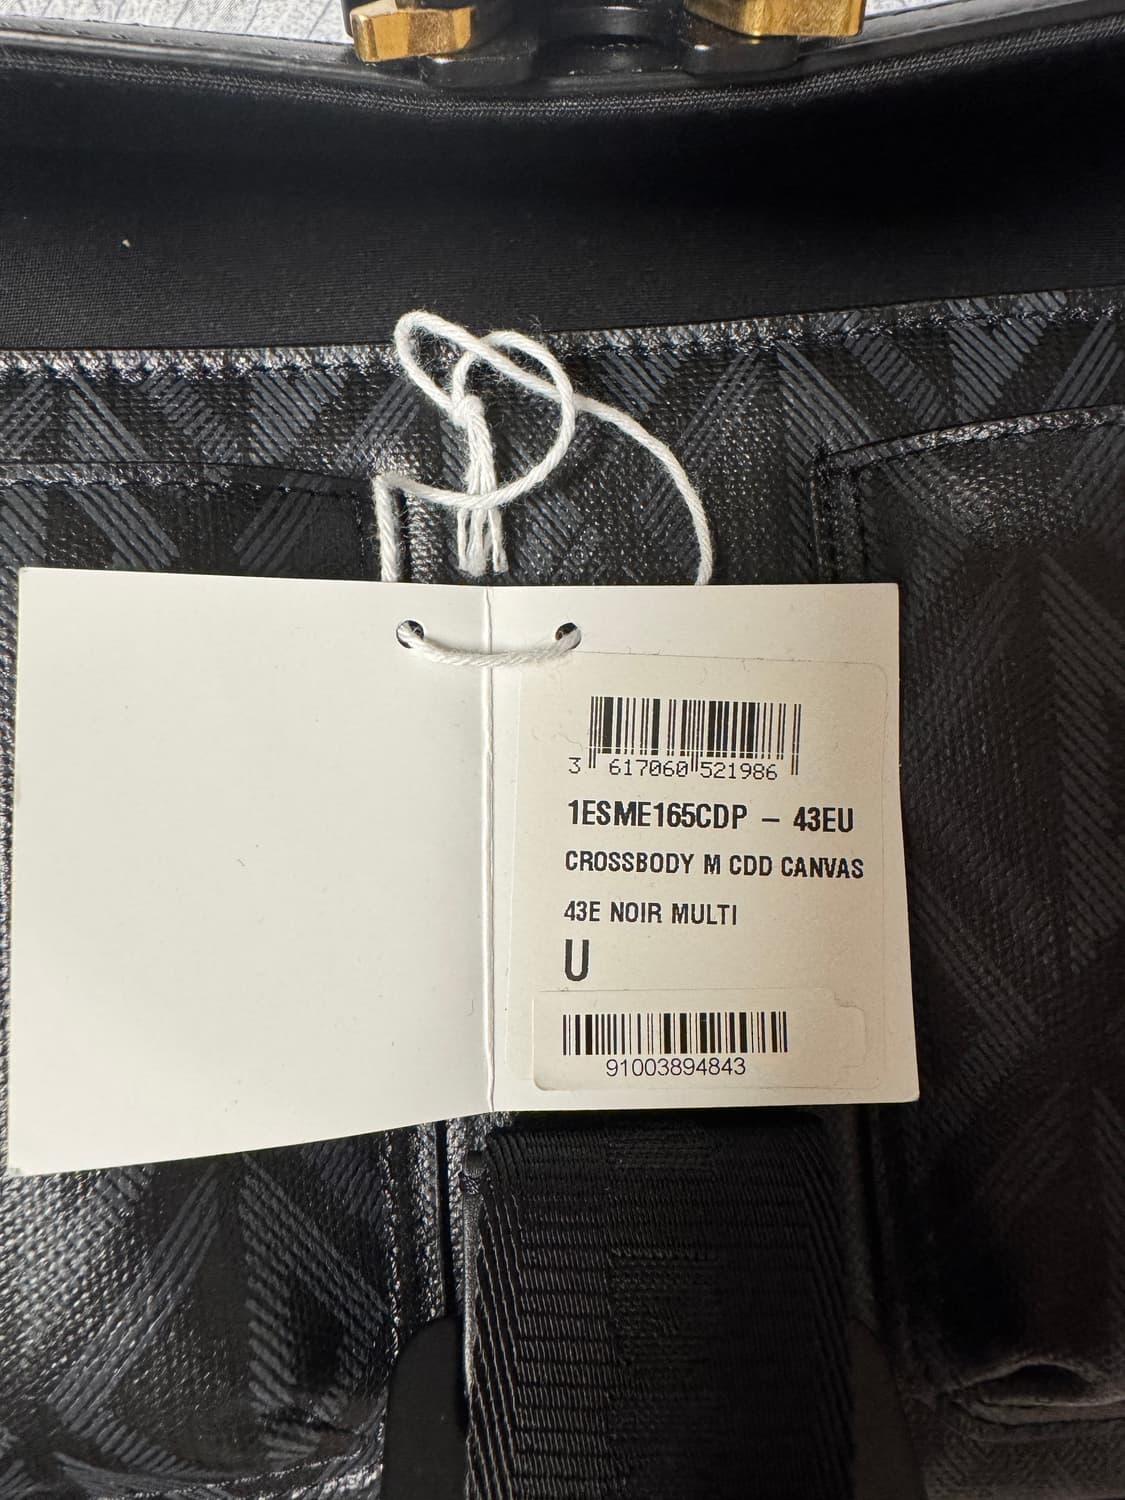 3 617060 521986
1ESME165CDP – 43EU
CROSSBODY M CDD CANVAS
43E NOIR MULTI
U
91003894843